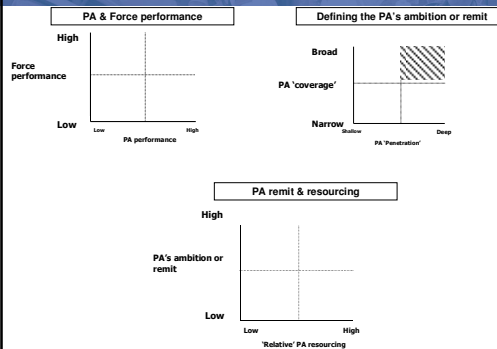 PA & Force performance
High
Force
performance
Low
Low High
PA performance
Defining the PA's ambition or remit
Broad
PA 'coverage'
Narrow
Shallow Deep
PA 'Penetration'
PA remit & resourcing
High
PA's ambition or
remit
Low
Low High
'Relative' PA resourcing